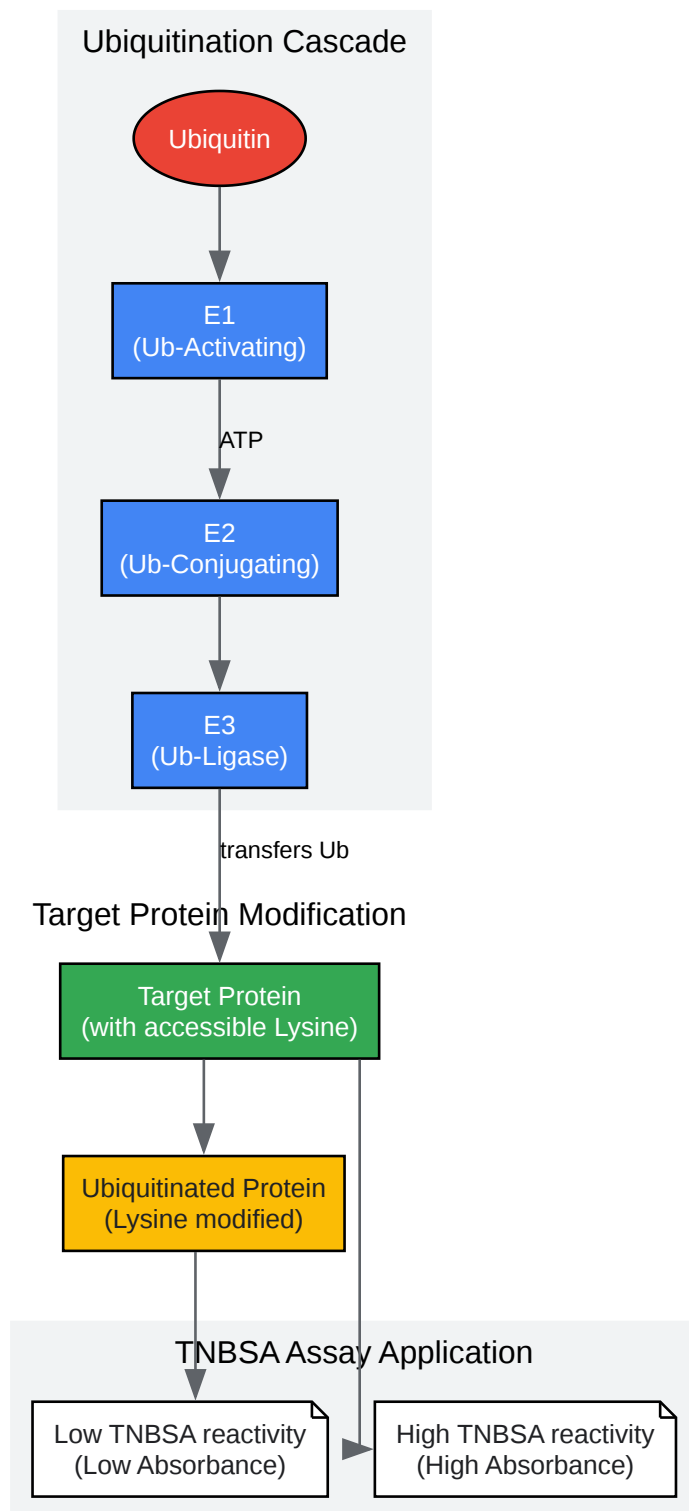 Ubiquitination Cascade
Ubiquitin
E1
(Ub-Activating)
ATP
E2
(Ub-Conjugating)
E3
(Ub-Ligase)
transfers Ub
Target Protein Modification
Target Protein
(with accessible Lysine)
Ubiquitinated Protein
(Lysine modified)
TNBSA Assay Application
Low TNBSA reactivity
(Low Absorbance)
High TNBSA reactivity
(High Absorbance)